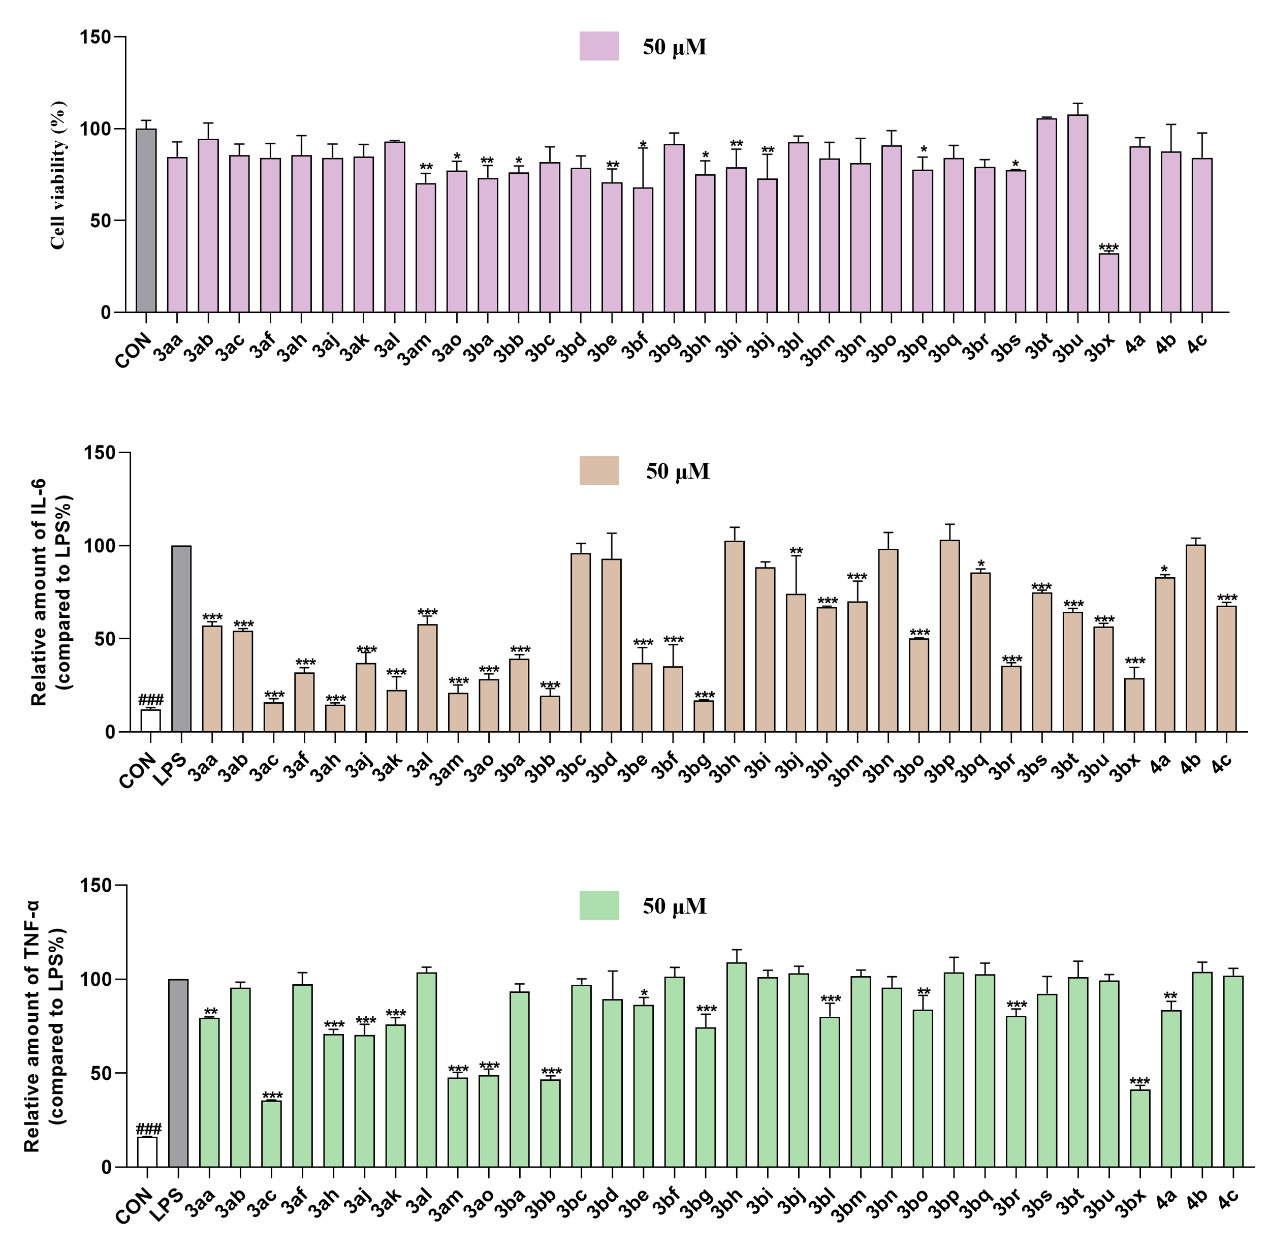 150
50 μM
100
50
0
Cell viability (%)
** * ** * ** * * ** ** * * ***
CON 3aa 3ab 3ac 3af 3ah 3aj 3ak 3al 3am 3ao 3ba 3bb 3bc 3bd 3be 3bf 3bg 3bh 3bi 3bj 3bl 3bm 3bn 3bo 3bp 3bq 3br 3bs 3bt 3bu 3bx 4a 4b 4c
150
50 μM
100
50
0
Relative amount of IL-6
(compared to LPS%)
### *** *** *** *** *** *** *** *** *** *** *** *** *** *** *** ** *** *** *** * *** *** *** *** *** * ***
CON LPS 3aa 3ab 3ac 3af 3ah 3aj 3ak 3al 3am 3ao 3ba 3bb 3bc 3bd 3be 3bf 3bg 3bh 3bi 3bj 3bl 3bm 3bn 3bo 3bp 3bq 3br 3bs 3bt 3bu 3bx 4a 4b 4c
150
50 μM
100
50
0
Relative amount of TNF-α
(compared to LPS%)
### ** *** *** *** *** *** *** *** * *** *** ** *** *** **
CON LPS 3aa 3ab 3ac 3af 3ah 3aj 3ak 3al 3am 3ao 3ba 3bb 3bc 3bd 3be 3bf 3bg 3bh 3bi 3bj 3bl 3bm 3bn 3bo 3bp 3bq 3br 3bs 3bt 3bu 3bx 4a 4b 4c